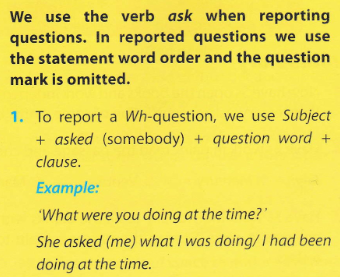 We use the verb ask when reporting
questions. In reported questions we use
the statement word order and the question
mark is omitted.
1. To report a Wh-question, we use Subject
+ asked (somebody) + question word +
clause.
Example:
‘What were you doing at the time?’
She asked (me) what I was doing/ I had been
doing at the time.